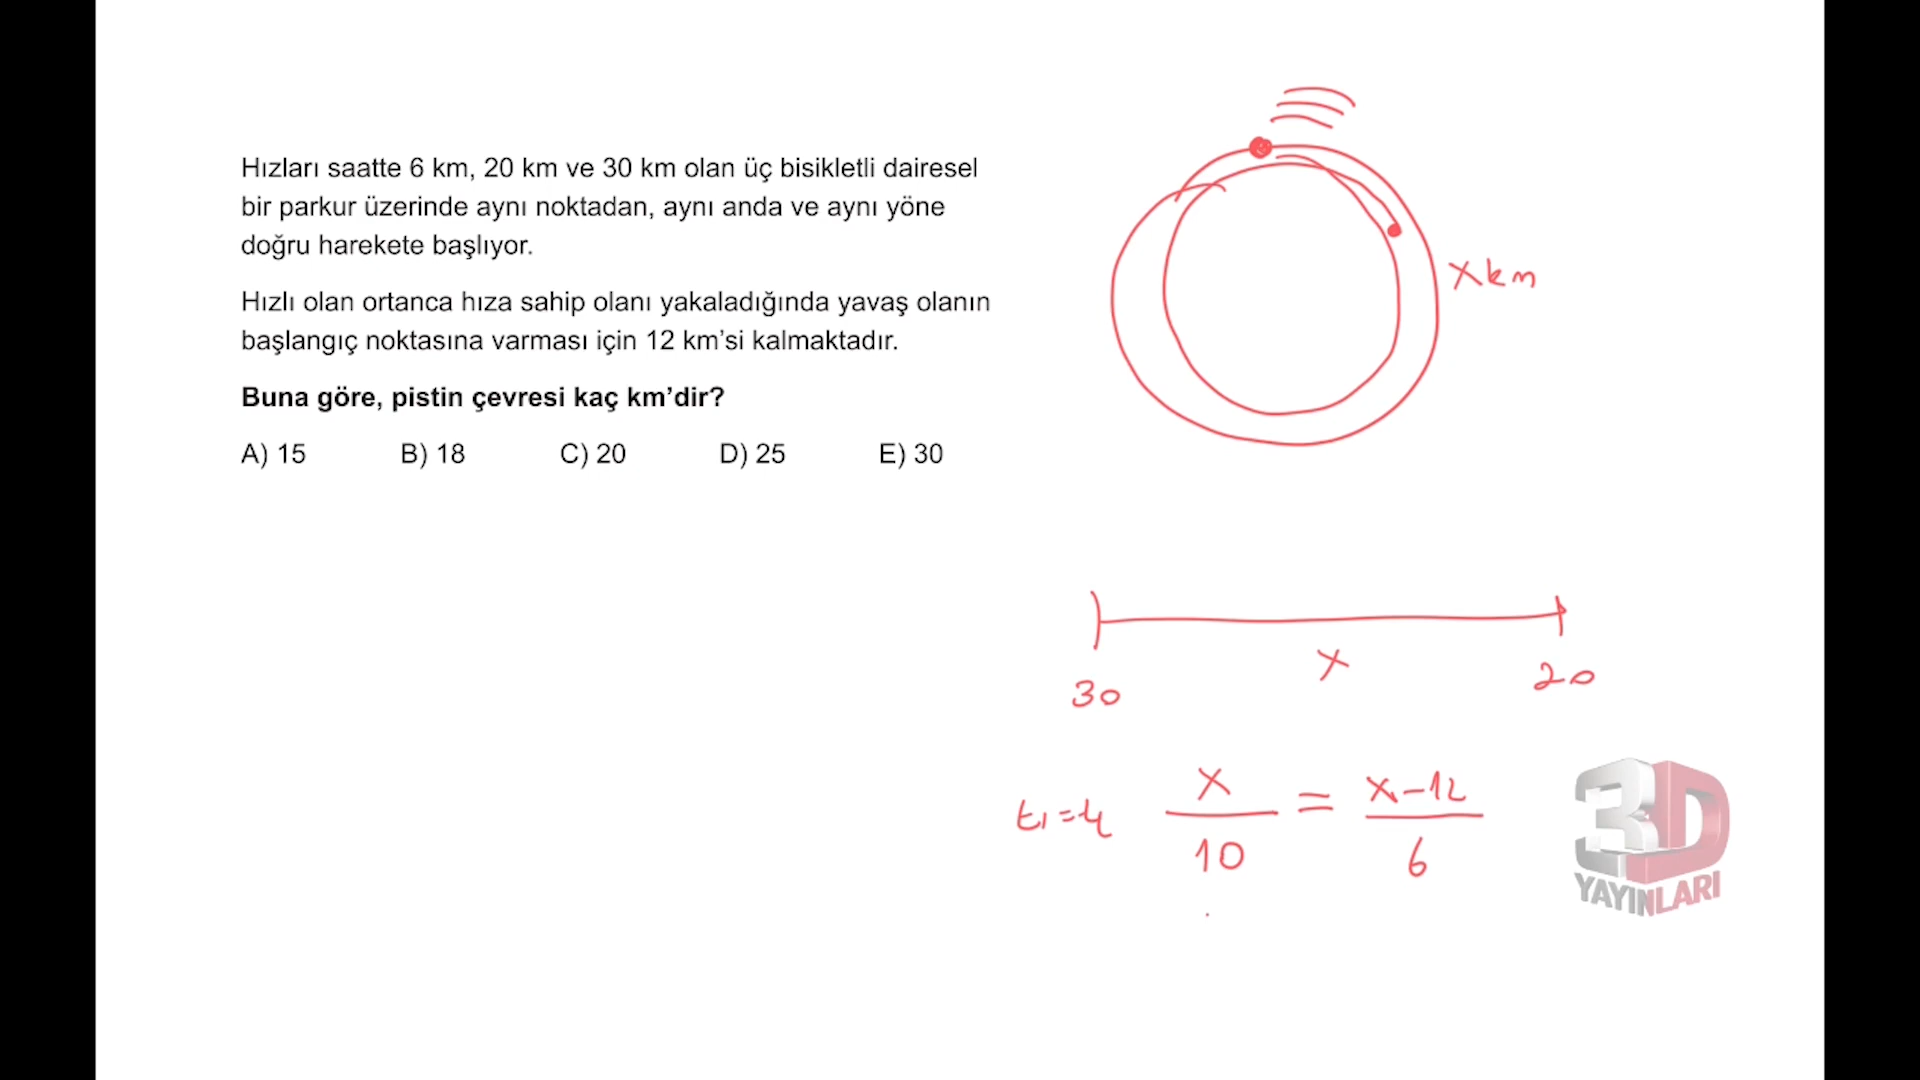 Hızları saatte 6 km, 20 km ve 30 km olan üç bisikletli dairesel
bir parkur üzerinde aynı noktadan, aynı anda ve aynı yöne
doğru harekete başlıyor.
Hızlı olan ortanca hıza sahip olanı yakaladığında yavaş olanın
başlangıç noktasına varması için 12 km'si kalmaktadır.
Buna göre, pistin çevresi kaç km'dir?
A) 15 B) 18 C) 20 D) 25 E) 30
x km
x
30 20
x/10 = x-12/6
3D
YAYINLARI